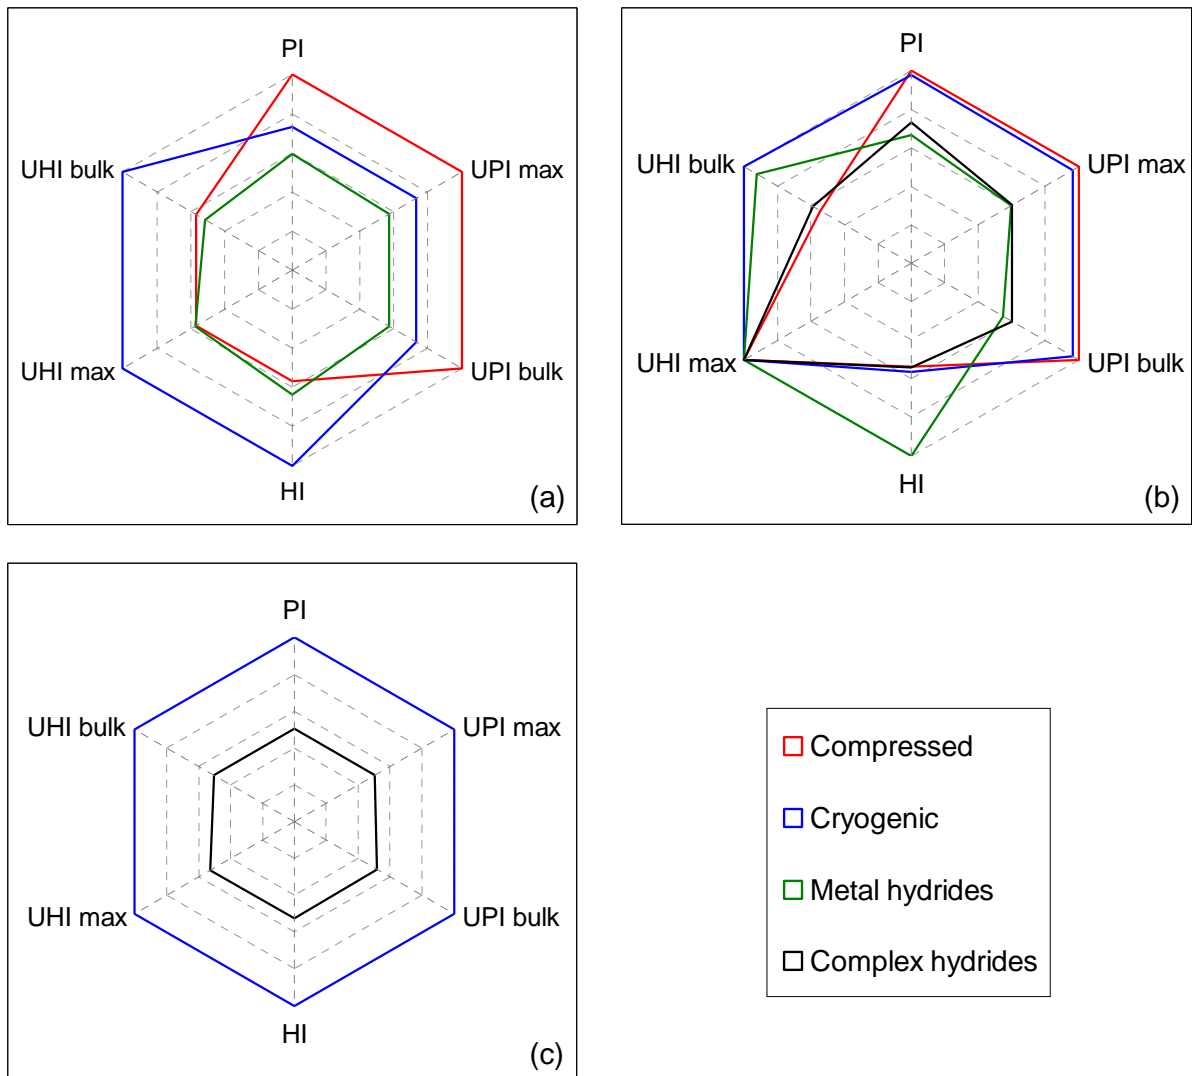 PI
UHI bulk
UPI max
UHI max
UPI bulk
HI
(a)
PI
UHI bulk
UPI max
UHI max
UPI bulk
HI
(b)
PI
UHI bulk
UPI max
UHI max
UPI bulk
HI
(c)
Compressed
Cryogenic
Metal hydrides
Complex hydrides